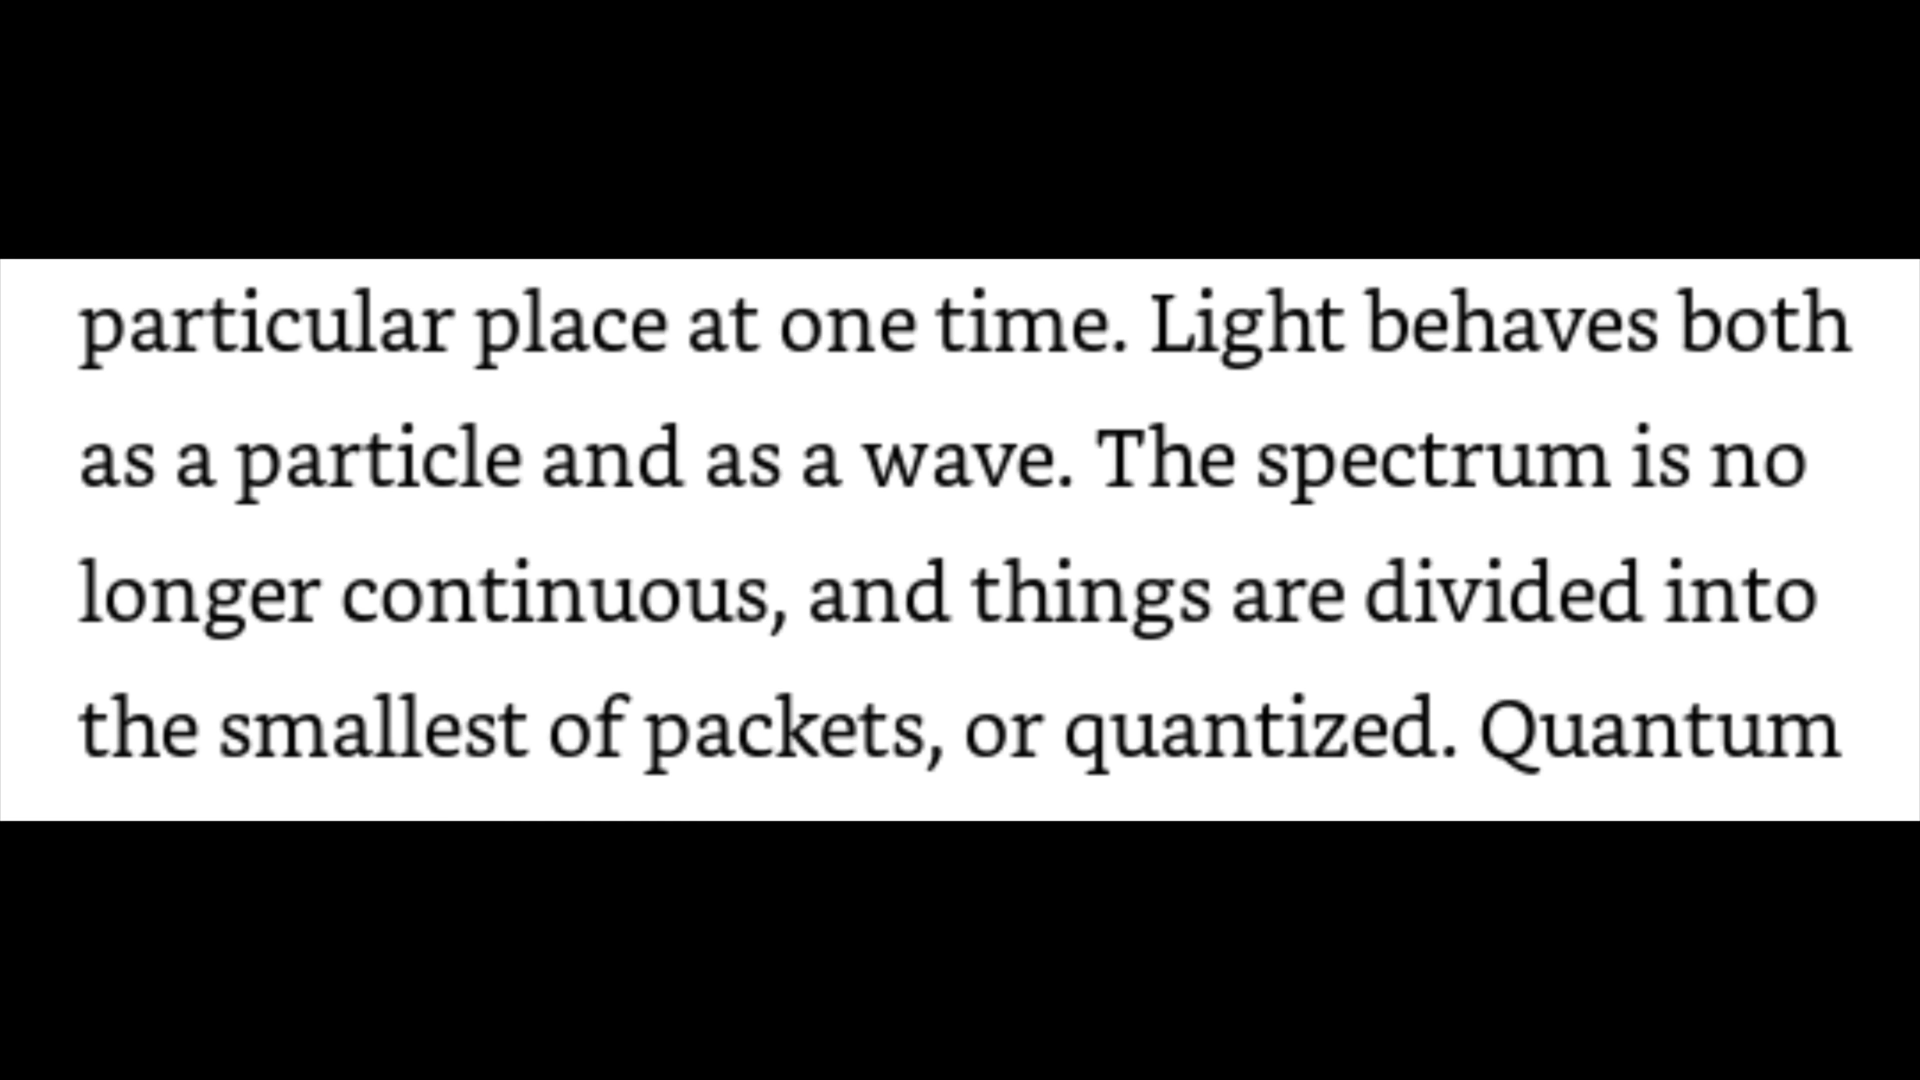 particular place at one time. Light behaves both
as a particle and as a wave. The spectrum is no
longer continuous, and things are divided into
the smallest of packets, or quantized. Quantum